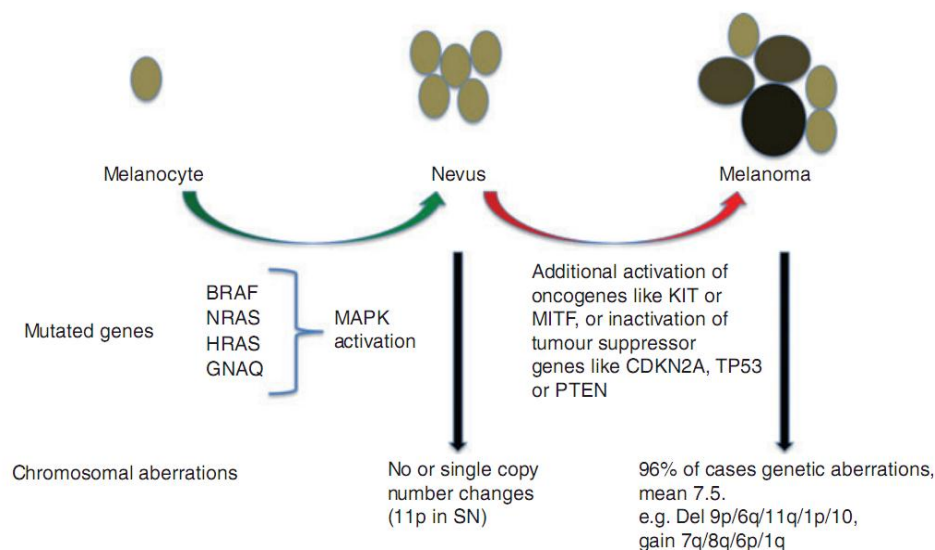 Melanocyte
Nevus
Melanoma
Mutated genes
BRAF
NRAS
HRAS
GNAQ
MAPK
activation
Additional activation of
oncogenes like KIT or
MITF, or inactivation of
tumour suppressor
genes like CDKN2A, TP53
or PTEN
Chromosomal aberrations
No or single copy
number changes
(11p in SN)
96% of cases genetic aberrations,
mean 7.5.
e.g. Del 9p/6q/11q/1p/10,
gain 7q/8q/6p/1q